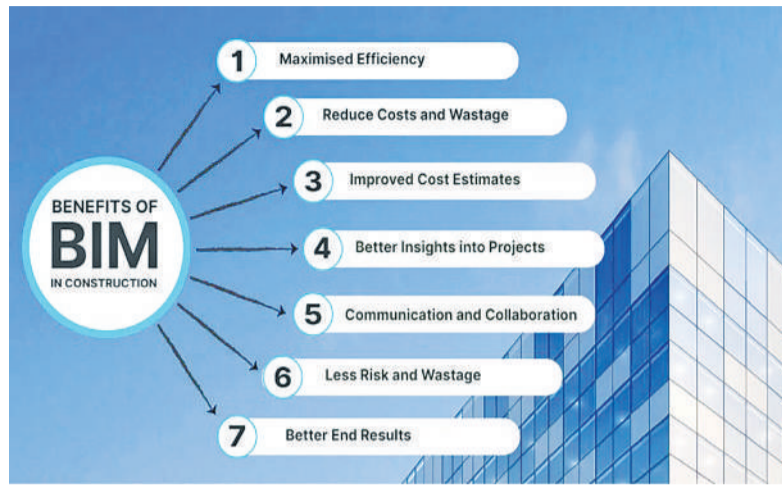 BENEFITS OF
BIM
IN CONSTRUCTION
1 Maximised Efficiency
2 Reduce Costs and Wastage
3 Improved Cost Estimates
4 Better Insights into Projects
5 Communication and Collaboration
6 Less Risk and Wastage
7 Better End Results